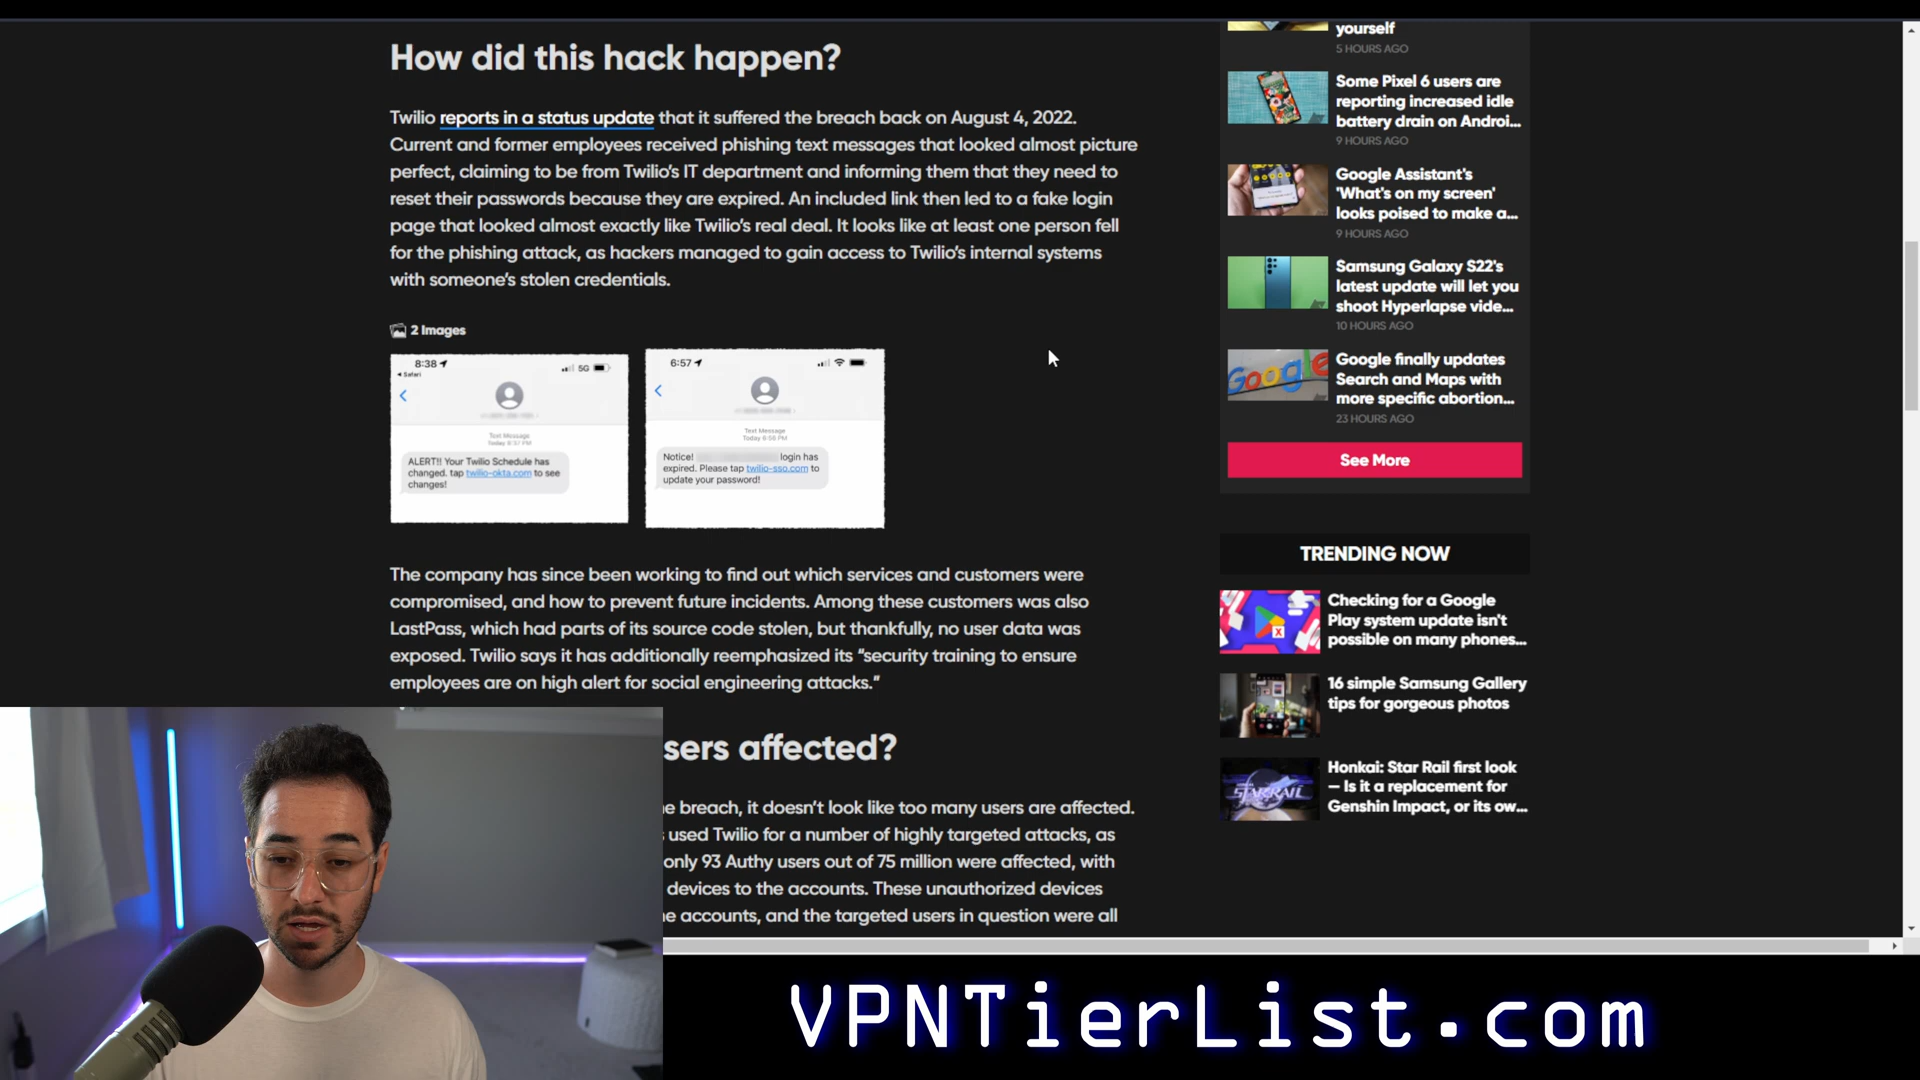 How did this hack happen?
Twilio reports in a status update that it suffered the breach back on August 4, 2022.
Current and former employees received phishing text messages that looked almost picture
perfect, claiming to be from Twilio’s IT department and informing them that they need to
reset their passwords because they are expired. An included link then led to a fake login
page that looked almost exactly like Twilio’s real deal. It looks like at least one person fell
for the phishing attack, as hackers managed to gain access to Twilio’s internal systems
with someone’s stolen credentials.
2 Images
8:38
Safari
5G
Text Message
Today 8:37 PM
ALERT!! Your Twilio Schedule has
changed. tap twilio-okta.com to see
changes!
6:57
Text Message
Today 6:56 PM
Notice! login has
expired. Please tap twilio-sso.com to
update your password!
The company has since been working to find out which services and customers were
compromised, and how to prevent future incidents. Among these customers was also
LastPass, which had parts of its source code stolen, but thankfully, no user data was
exposed. Twilio says it has additionally reemphasized its “security training to ensure
employees are on high alert for social engineering attacks.”
sers affected?
e breach, it doesn’t look like too many users are affected.
used Twilio for a number of highly targeted attacks, as
only 93 Authy users out of 75 million were affected, with
devices to the accounts. These unauthorized devices
e accounts, and the targeted users in question were all
yourself
5 HOURS AGO
Some Pixel 6 users are
reporting increased idle
battery drain on Androi...
9 HOURS AGO
Google Assistant's
'What's on my screen'
looks poised to make a...
9 HOURS AGO
Samsung Galaxy S22's
latest update will let you
shoot Hyperlapse vide...
10 HOURS AGO
Google
Google finally updates
Search and Maps with
more specific abortion...
23 HOURS AGO
See More
TRENDING NOW
Checking for a Google
Play system update isn't
possible on many phones...
16 simple Samsung Gallery
tips for gorgeous photos
STAR RAIL
Honkai: Star Rail first look
— Is it a replacement for
Genshin Impact, or its ow...
VPNTierList.com